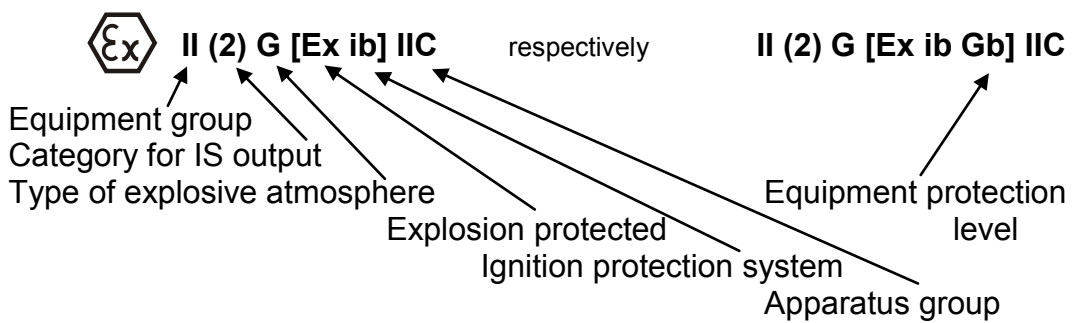 Ex II (2) G [Ex ib] IIC respectively II (2) G [Ex ib Gb] IIC
Equipment group
Category for IS output
Type of explosive atmosphere
Equipment protection
level
Explosion protected
Ignition protection system
Apparatus group